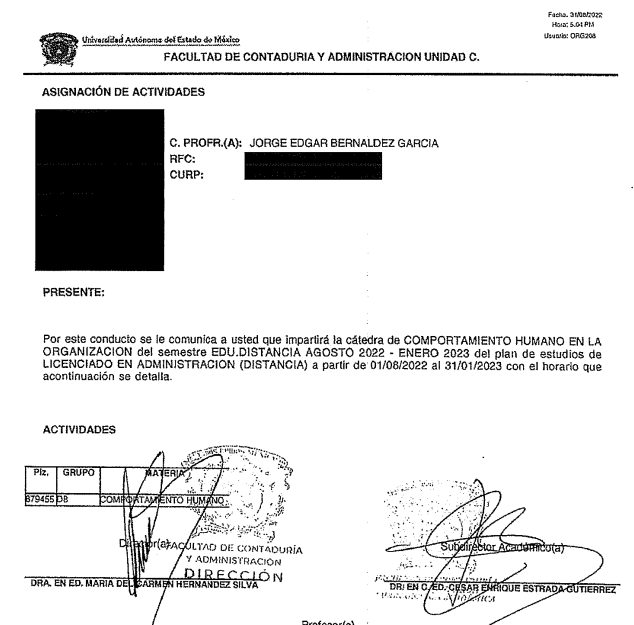 Fecha. 31/08/2022
Hora: 5.04 PM
Usuario: ORG208
Universidad Autónoma del Estado de México
FACULTAD DE CONTADURIA Y ADMINISTRACION UNIDAD C.
ASIGNACIÓN DE ACTIVIDADES
C. PROFR.(A): JORGE EDGAR BERNALDEZ GARCIA
RFC:
CURP:
PRESENTE:
Por este conducto se le comunica a usted que impartirá la cátedra de COMPORTAMIENTO HUMANO EN LA
ORGANIZACION del semestre EDU.DISTANCIA AGOSTO 2022 - ENERO 2023 del plan de estudios de
LICENCIADO EN ADMINISTRACION (DISTANCIA) a partir de 01/08/2022 al 31/01/2023 con el horario que
acontinuación se detalla.
ACTIVIDADES
Plz. GRUPO MATERIA
879455 D8 COMPORTAMIENTO HUMANO
Director(a) FACULTAD DE CONTADURÍA
Y ADMINISTRACIÓN
DIRECCIÓN
DRA. EN ED. MARIA DEL CARMEN HERNANDEZ SILVA
Subdirector Académico(a)
DR. EN C. ED. CESAR ENRIQUE ESTRADA GUTIERREZ
Profesor(a)